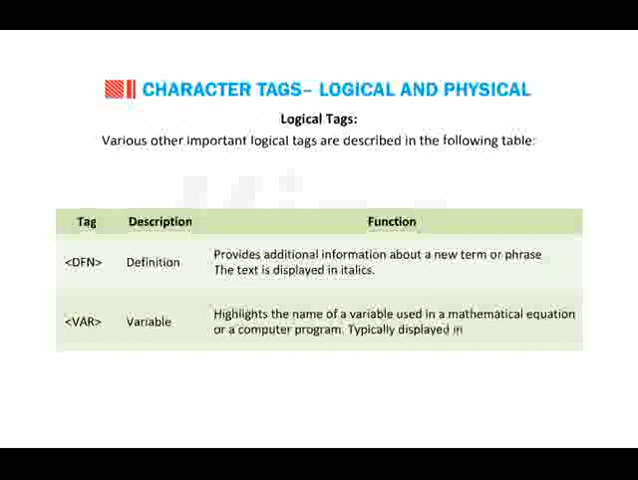 CHARACTER TAGS– LOGICAL AND PHYSICAL
Logical Tags:
Various other important logical tags are described in the following table:
Tag Description Function
<DFN> Definition Provides additional information about a new term or phrase
The text is displayed in italics.
<VAR> Variable Highlights the name of a variable used in a mathematical equation
or a computer program. Typically displayed in